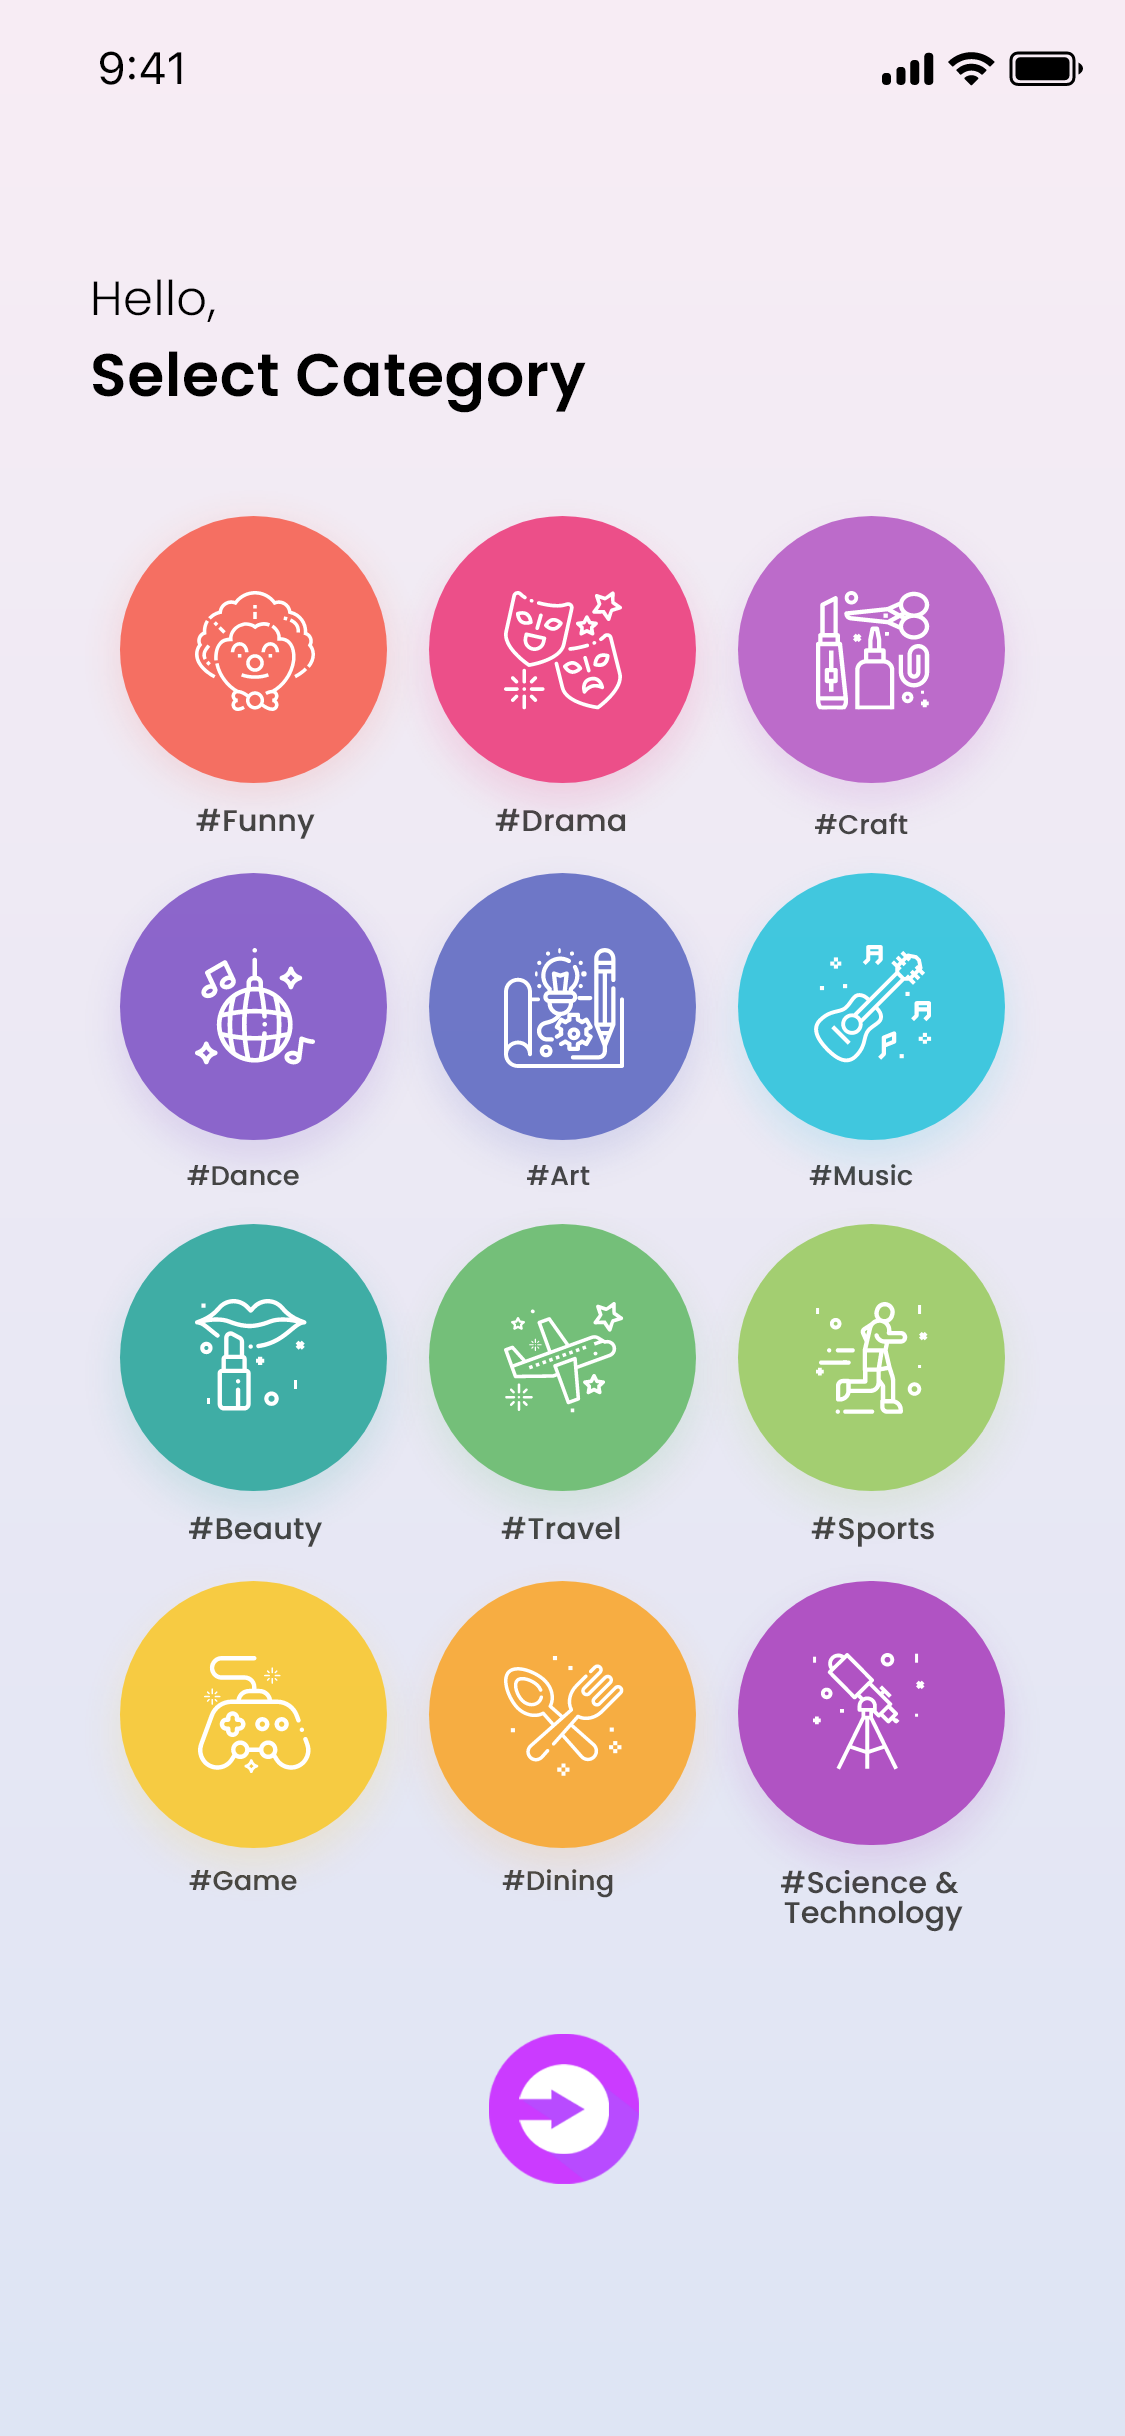 9:41
Hello,
Select Category
#Funny
#Drama
#Craft
#Dance
#Art
#Music
#Beauty
#Travel
#Sports
#Game
#Dining
#Science &
Technology